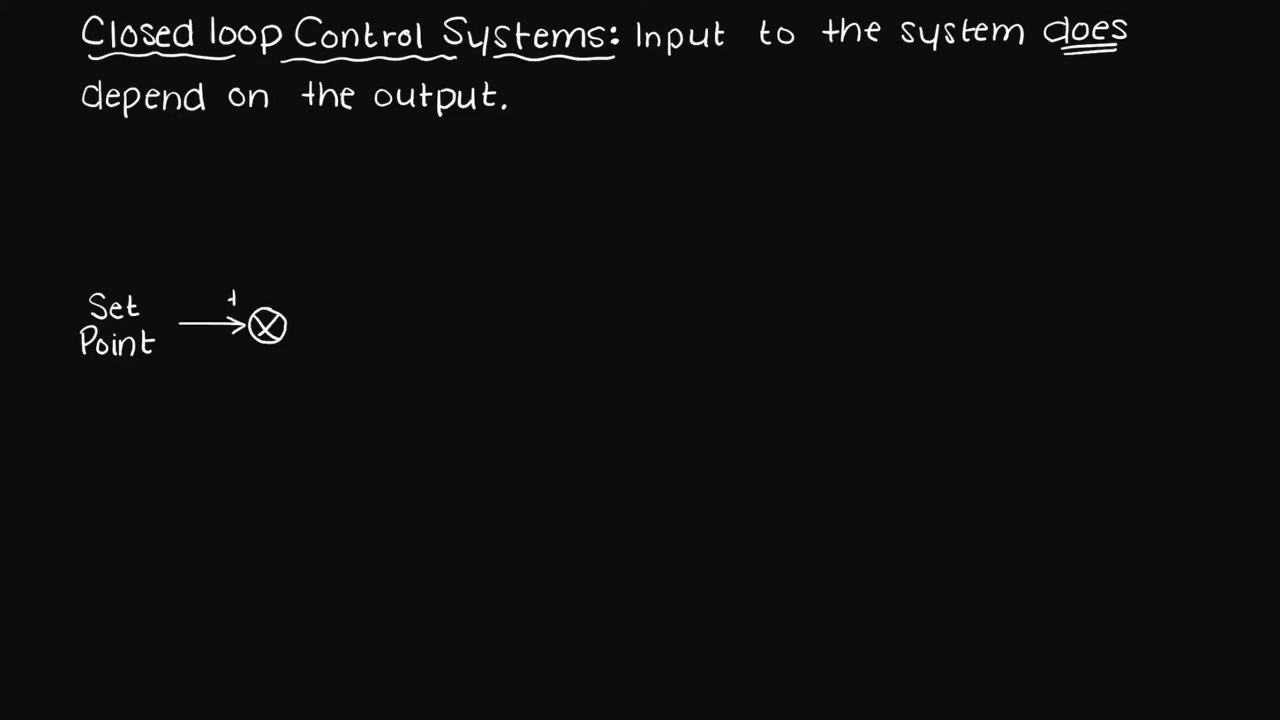 Closed loop Control Systems: Input to the system does
depend on the output.
+
Set
Point